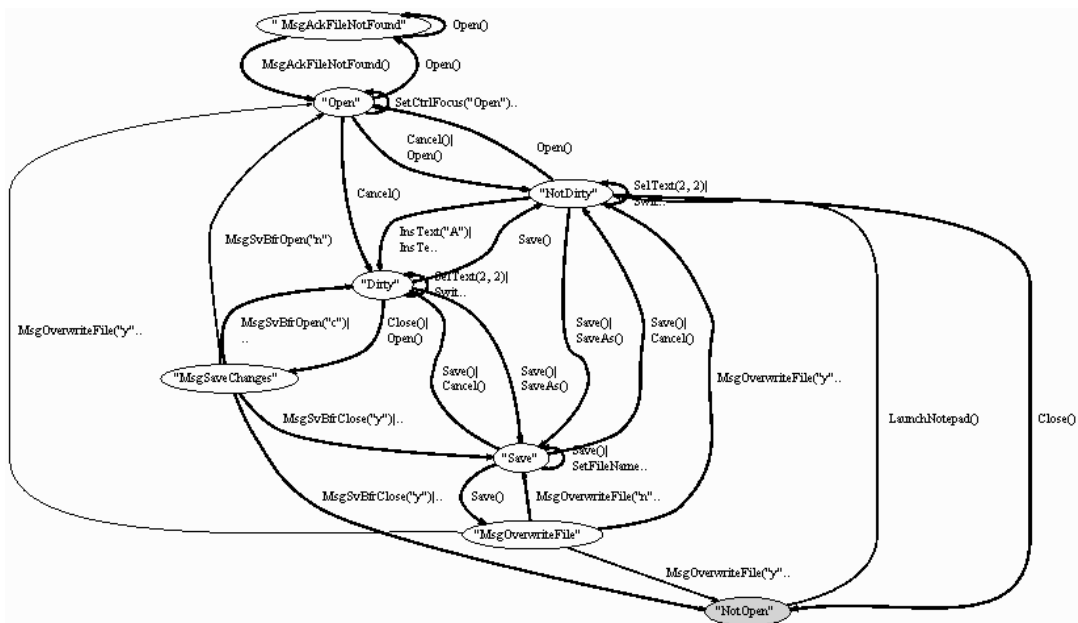 " MsgAckFileNotFound"
Open()
MsgAckFileNotFound()
Open()
"Open"
SetCtrlFocus("Open")..
Cancel()|
Open()
Open()
Cancel()
"NotDirty"
SelText(2, 2)|
Swit..
InsText("A")|
InsTe..
Save()
MsgSvBfrOpen("n")
"Dirty"
SelText(2, 2)|
Swit..
MsgOverwriteFile("y"..
MsgSvBfrOpen("c")|
..
Close()|
Open()
Save()|
SaveAs()
Save()|
Cancel()
"MsgSaveChanges"
Save()|
Cancel()
Save()|
SaveAs()
MsgOverwriteFile("y"..
LaunchNotepad()
Close()
MsgSvBfrClose("y")|..
"Save"
Save()|
SetFileName..
MsgSvBfrClose("y")|..
Save()
MsgOverwriteFile("n"..
"MsgOverwriteFile"
MsgOverwriteFile("y"..
"NotOpen"